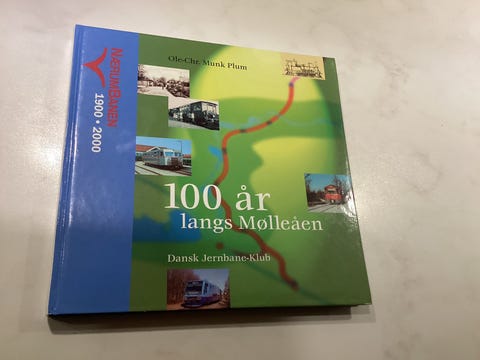 Ole-Chr. Munk Plum
NÆRUMBANEN
1900 • 2000
100 år
langs Mølleåen
Dansk Jernbane-Klub